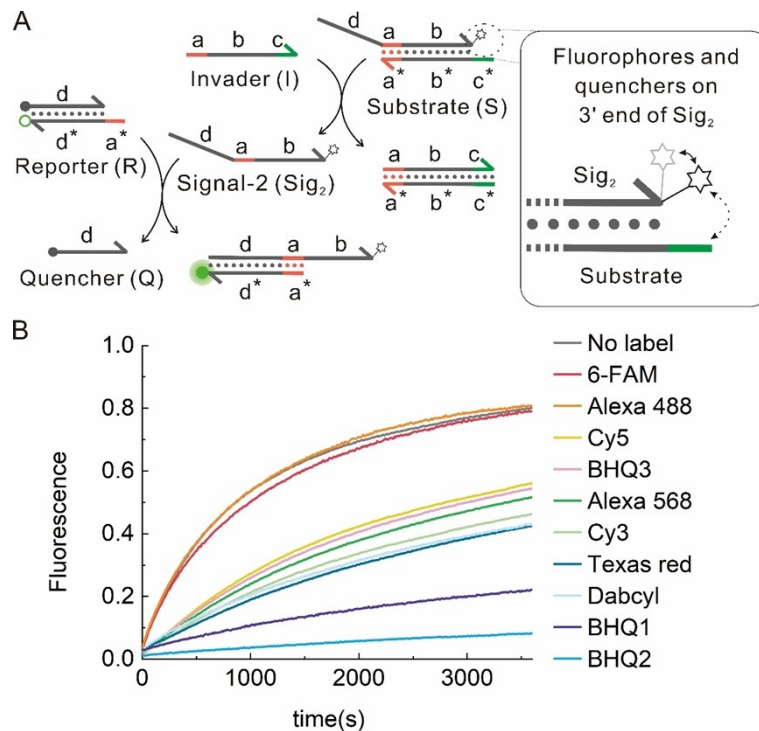 A
d
a b c
Invader (I)
a b
a* b* c*
Substrate (S)
Fluorophores and
quenchers on
3' end of Sig2
Sig2
Substrate
d
d* a*
Reporter (R)
d a b
Signal-2 (Sig2)
a b c
a* b* c*
d
Quencher (Q)
d a b
d* a*
B
Fluorescence
1.0
0.8
0.6
0.4
0.2
0.0
0 1000 2000 3000
time(s)
No label
6-FAM
Alexa 488
Cy5
BHQ3
Alexa 568
Cy3
Texas red
Dabcyl
BHQ1
BHQ2